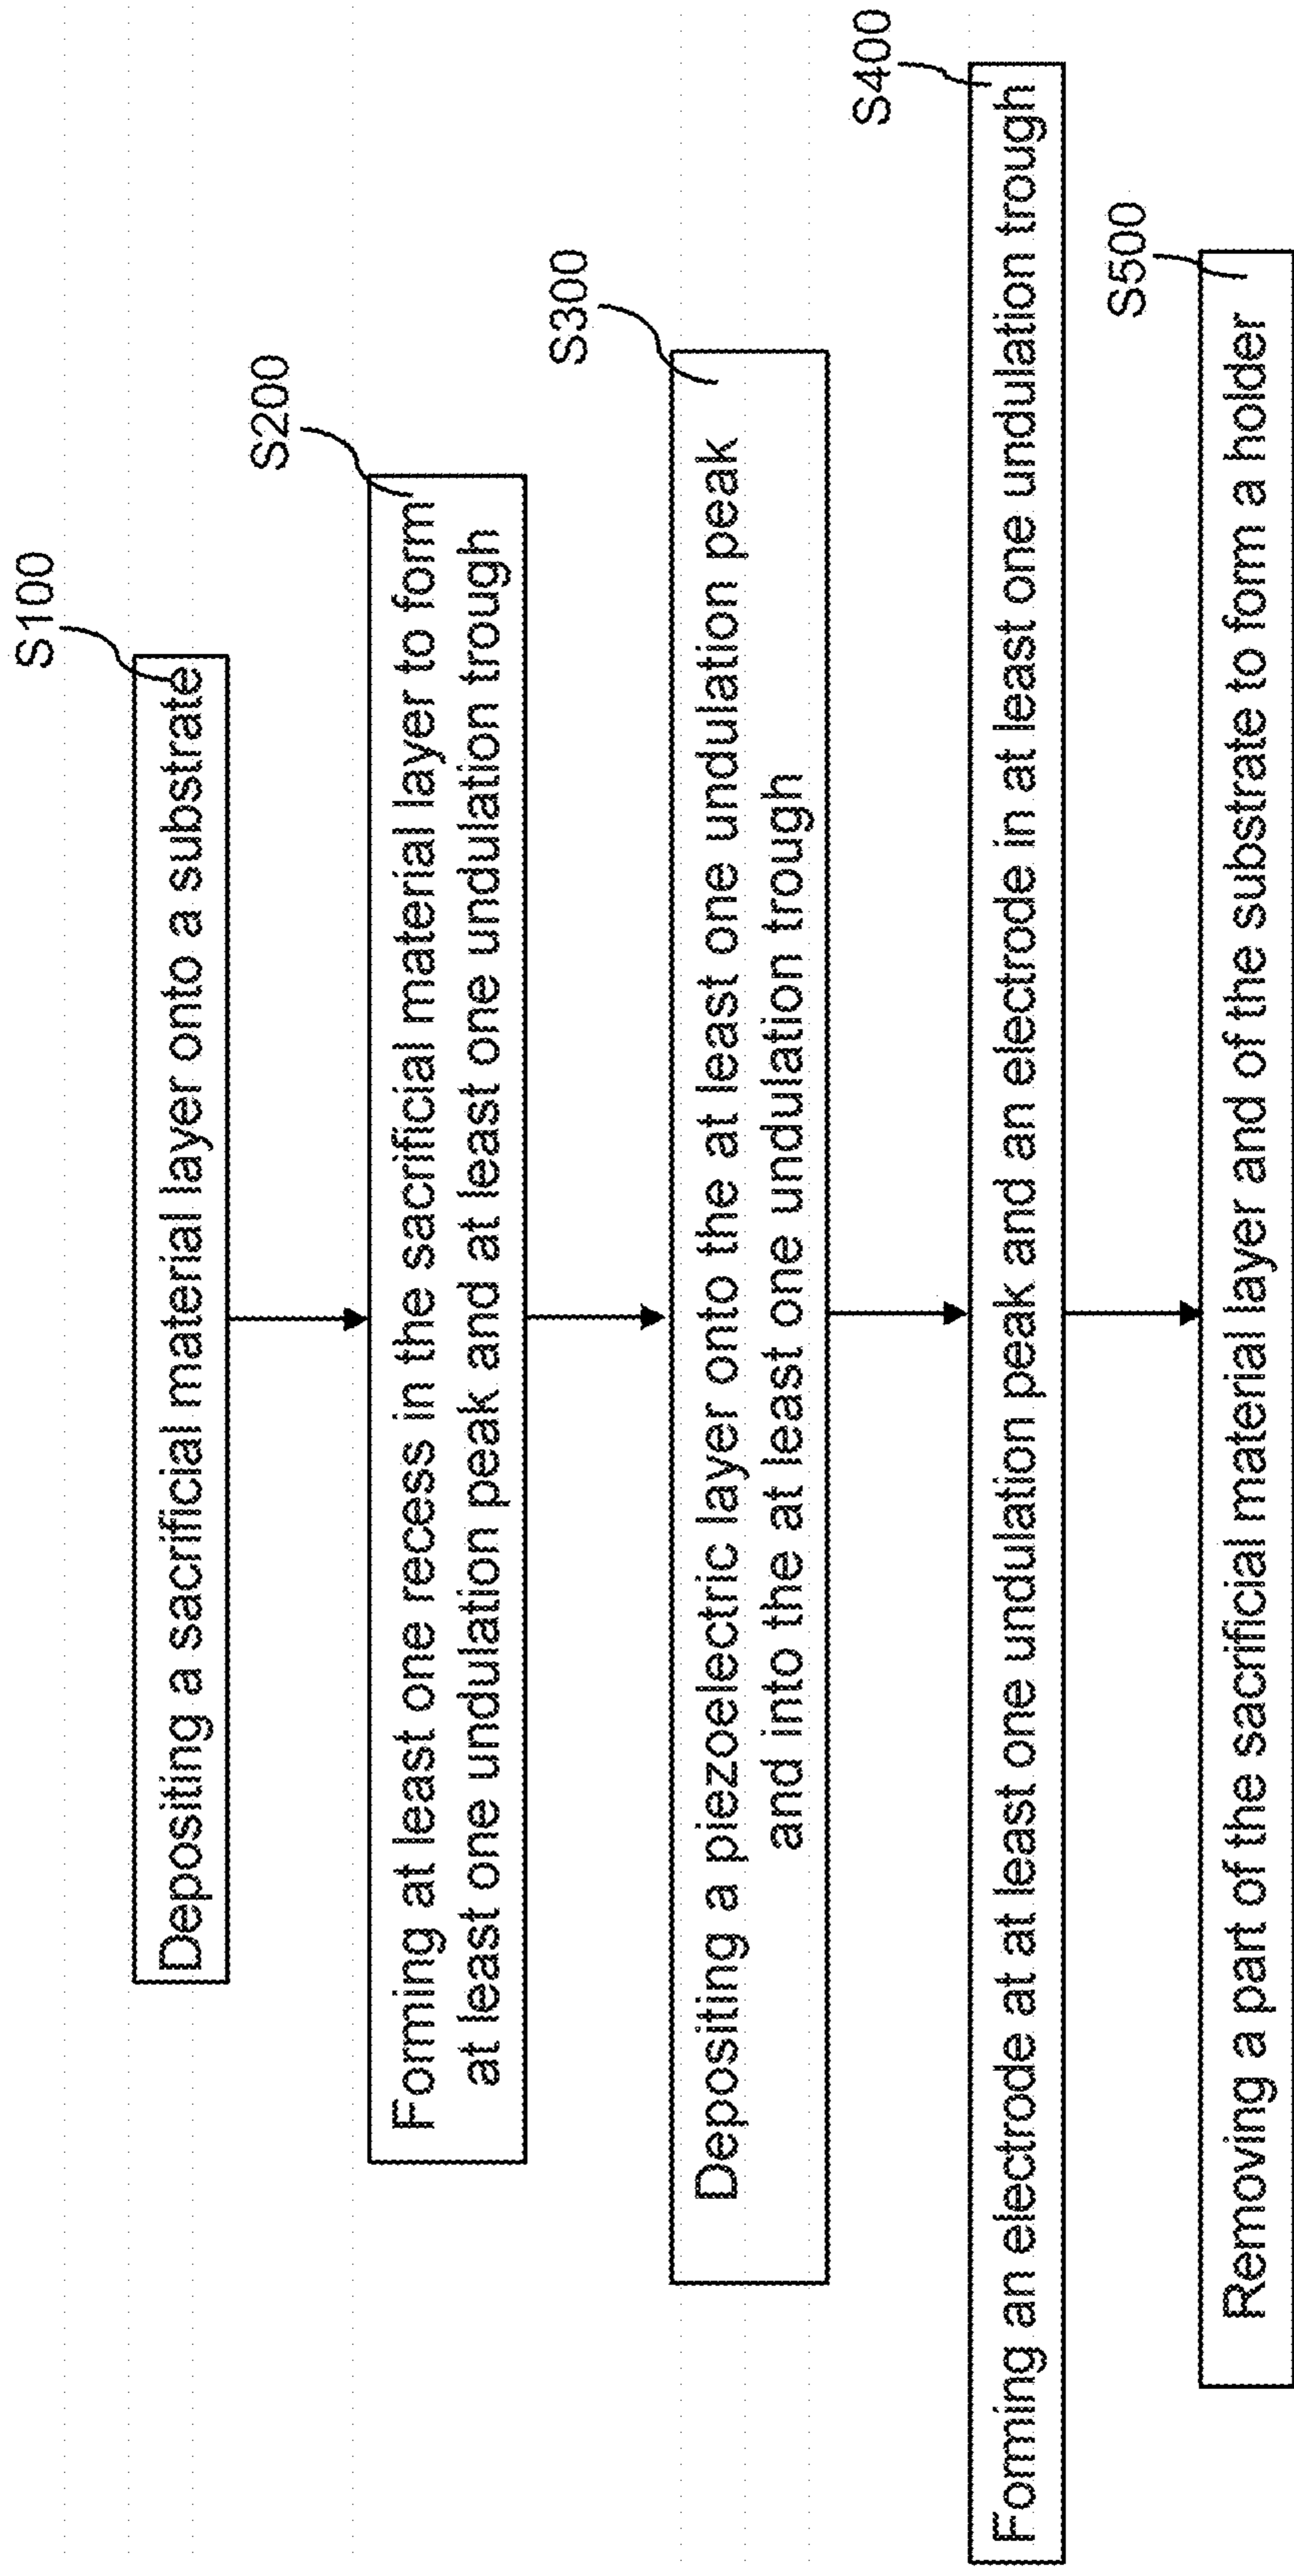 S100
Depositing a sacrificial material layer onto a substrate
S200
Forming at least one recess in the sacrificial material layer to form
at least one undulation peak and at least one undulation trough
S300
Depositing a piezoelectric layer onto the at least one undulation peak
and into the at least one undulation trough
S400
Forming an electrode at at least one undulation peak and an electrode in at least one undulation trough
S500
Removing a part of the sacrificial material layer and of the substrate to form a holder